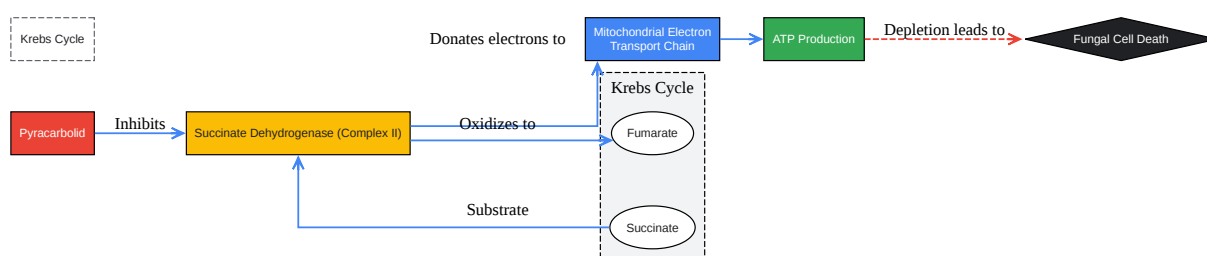 Krebs Cycle
Donates electrons to
Mitochondrial Electron
Transport Chain
ATP Production
Depletion leads to
Fungal Cell Death
Krebs Cycle
Pyracarbolid
Inhibits
Succinate Dehydrogenase (Complex II)
Oxidizes to
Fumarate
Substrate
Succinate